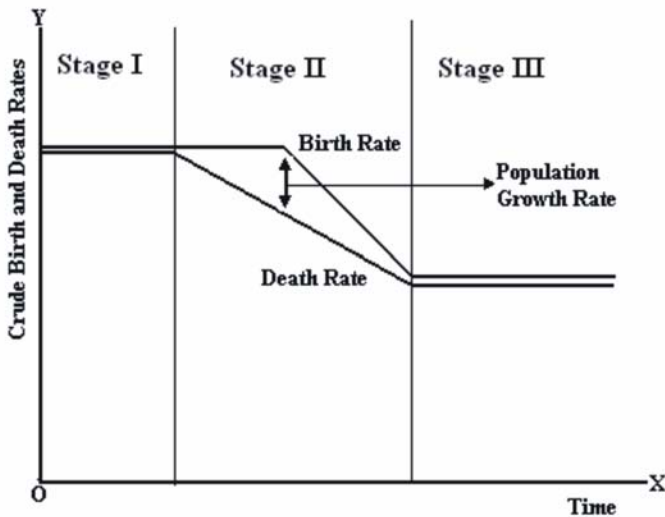 Y
Stage I
Stage II
Stage III
Birth Rate
Population
Growth Rate
Death Rate
Crude Birth and Death Rates
O
X
Time